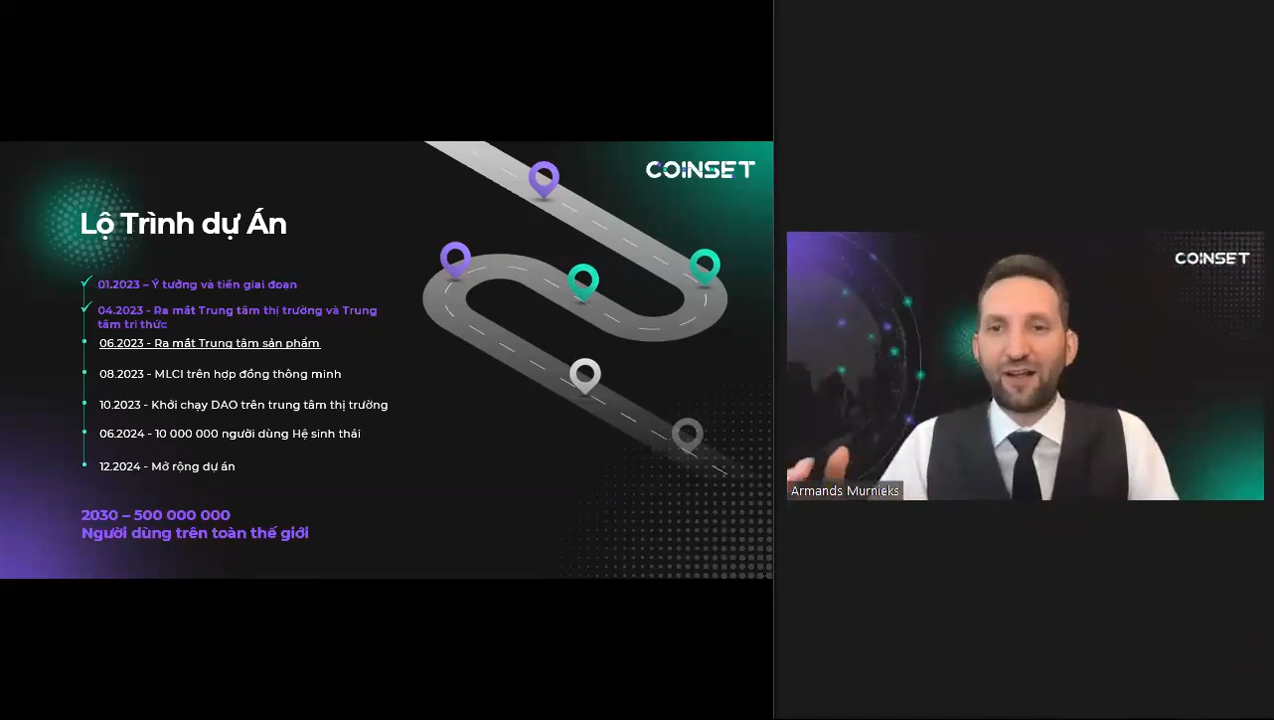 COINSET
Lộ Trình dự Án
01.2023 – Ý tưởng và tiền giai đoạn
04.2023 - Ra mắt Trung tâm thị trường và Trung
tâm tri thức
06.2023 - Ra mắt Trung tâm sản phẩm
08.2023 - MLCI trên hợp đồng thông minh
10.2023 - Khởi chạy DAO trên trung tâm thị trường
06.2024 - 10 000 000 người dùng Hệ sinh thái
12.2024 - Mở rộng dự án
2030 – 500 000 000
Người dùng trên toàn thế giới
COINSET
Armands Murnieks